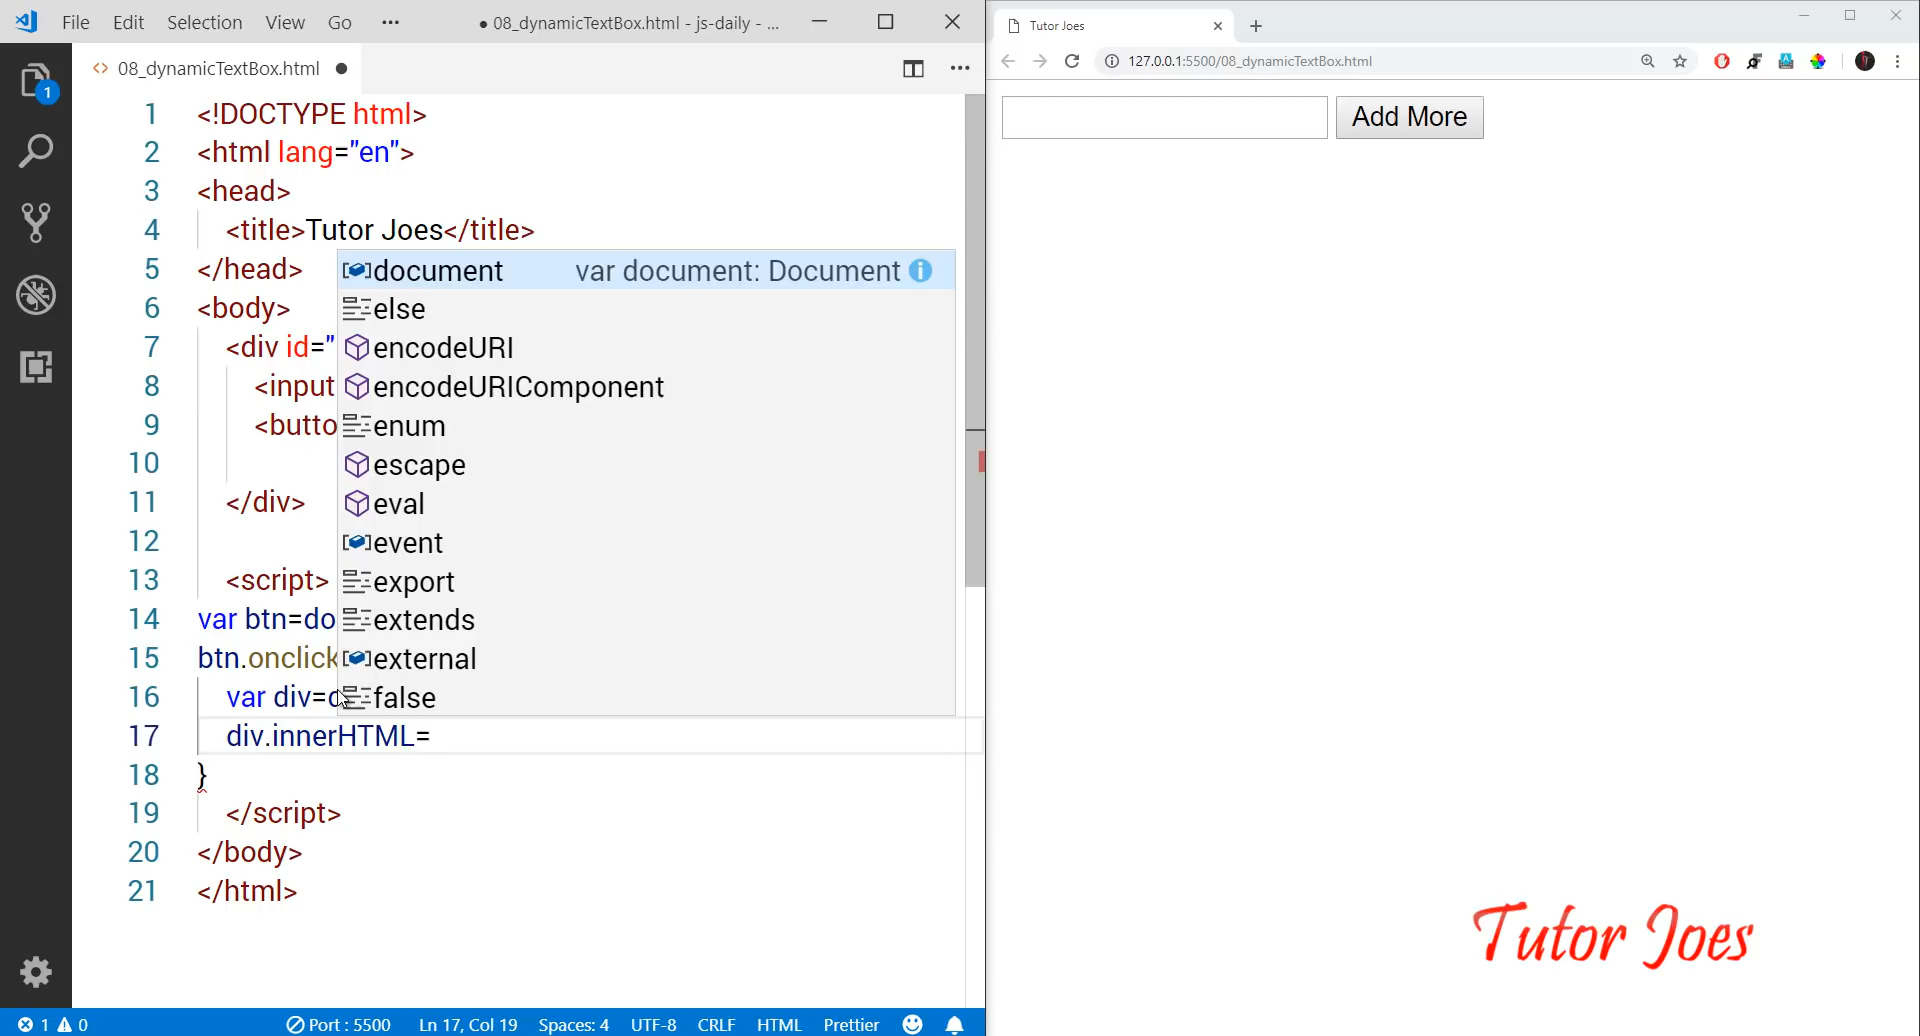 File Edit Selection View Go ··· ● 08_dynamicTextBox.html - js-daily - ...
<> 08_dynamicTextBox.html ●
1
1 <!DOCTYPE html>
2 <html lang="en">
3 <head>
4 <title>Tutor Joes</title>
5 </head>
6 <body>
7 <div id="
8 <input
9 <butto
10
11 </div>
12
13 <script>
14 var btn=do
15 btn.onclick
16 var div=
17 div.innerHTML=
18 }
19 </script>
20 </body>
21 </html>
document var document: Document
else
encodeURI
encodeURIComponent
enum
escape
eval
event
export
extends
external
false
1 0 Port : 5500 Ln 17, Col 19 Spaces: 4 UTF-8 CRLF HTML Prettier
Tutor Joes
127.0.0.1:5500/08_dynamicTextBox.html
Add More
Tutor Joes